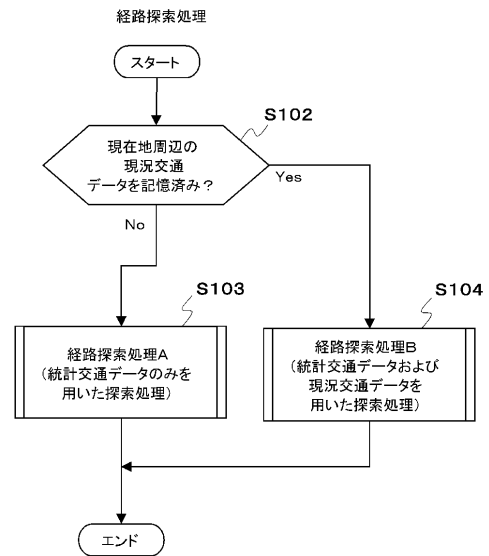 経路探索処理
スタート
S102
現在地周辺の
現況交通
データを記憶済み？
Yes
No
S103
S104
経路探索処理A
（統計交通データのみを
用いた探索処理）
経路探索処理B
（統計交通データおよび
現況交通データを
用いた探索処理）
エンド